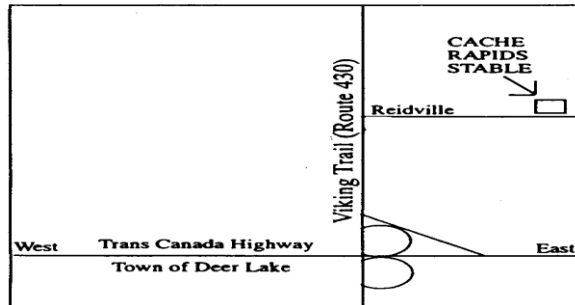 CACHE
RAPIDS
STABLE
Reidville
Viking Trail (Route 430)
West
Trans Canada Highway
East
Town of Deer Lake